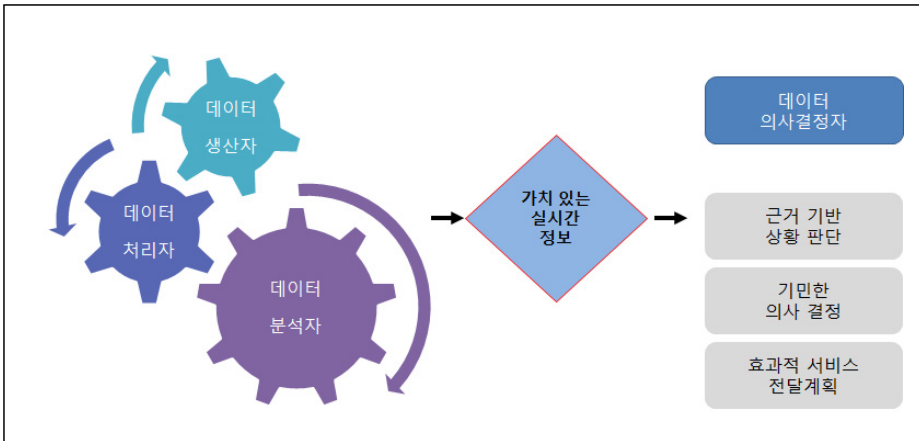 데이터
생산자
데이터
처리자
데이터
분석자
가치 있는
실시간
정보
데이터
의사결정자
근거 기반
상황 판단
기민한
의사 결정
효과적 서비스
전달계획